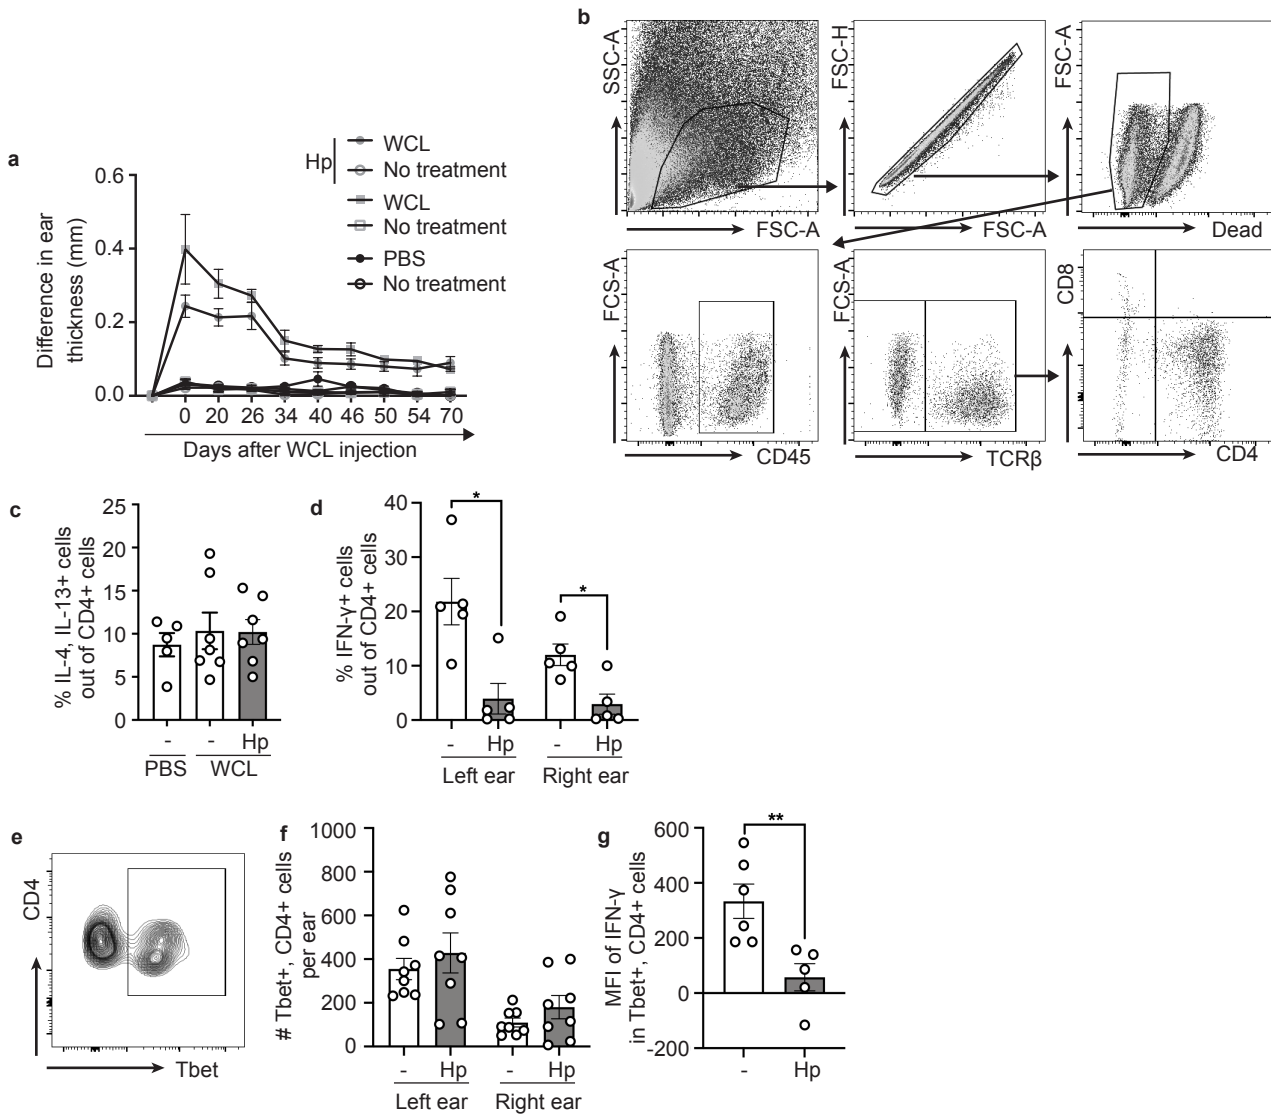 a
Hp
WCL
No treatment
WCL
No treatment
PBS
No treatment
Difference in ear
thickness (mm)
0.6
0.4
0.2
0.0
0 20 26 34 40 46 50 54 70
Days after WCL injection
b
SSC-A
FSC-A
FSC-H
FSC-A
FSC-A
Dead
FCS-A
CD45
FCS-A
TCRβ
CD8
CD4
c
% IL-4, IL-13+ cells
out of CD4+ cells
25
20
15
10
5
0
- - Hp
PBS WCL
d
% IFN-γ+ cells
out of CD4+ cells
40
30
20
10
0
* *
- Hp - Hp
Left ear Right ear
e
CD4
Tbet
f
# Tbet+, CD4+ cells
per ear
1000
800
600
400
200
0
- Hp - Hp
Left ear Right ear
g
MFI of IFN-γ
in Tbet+, CD4+ cells
600
400
200
0
-200
**
- Hp